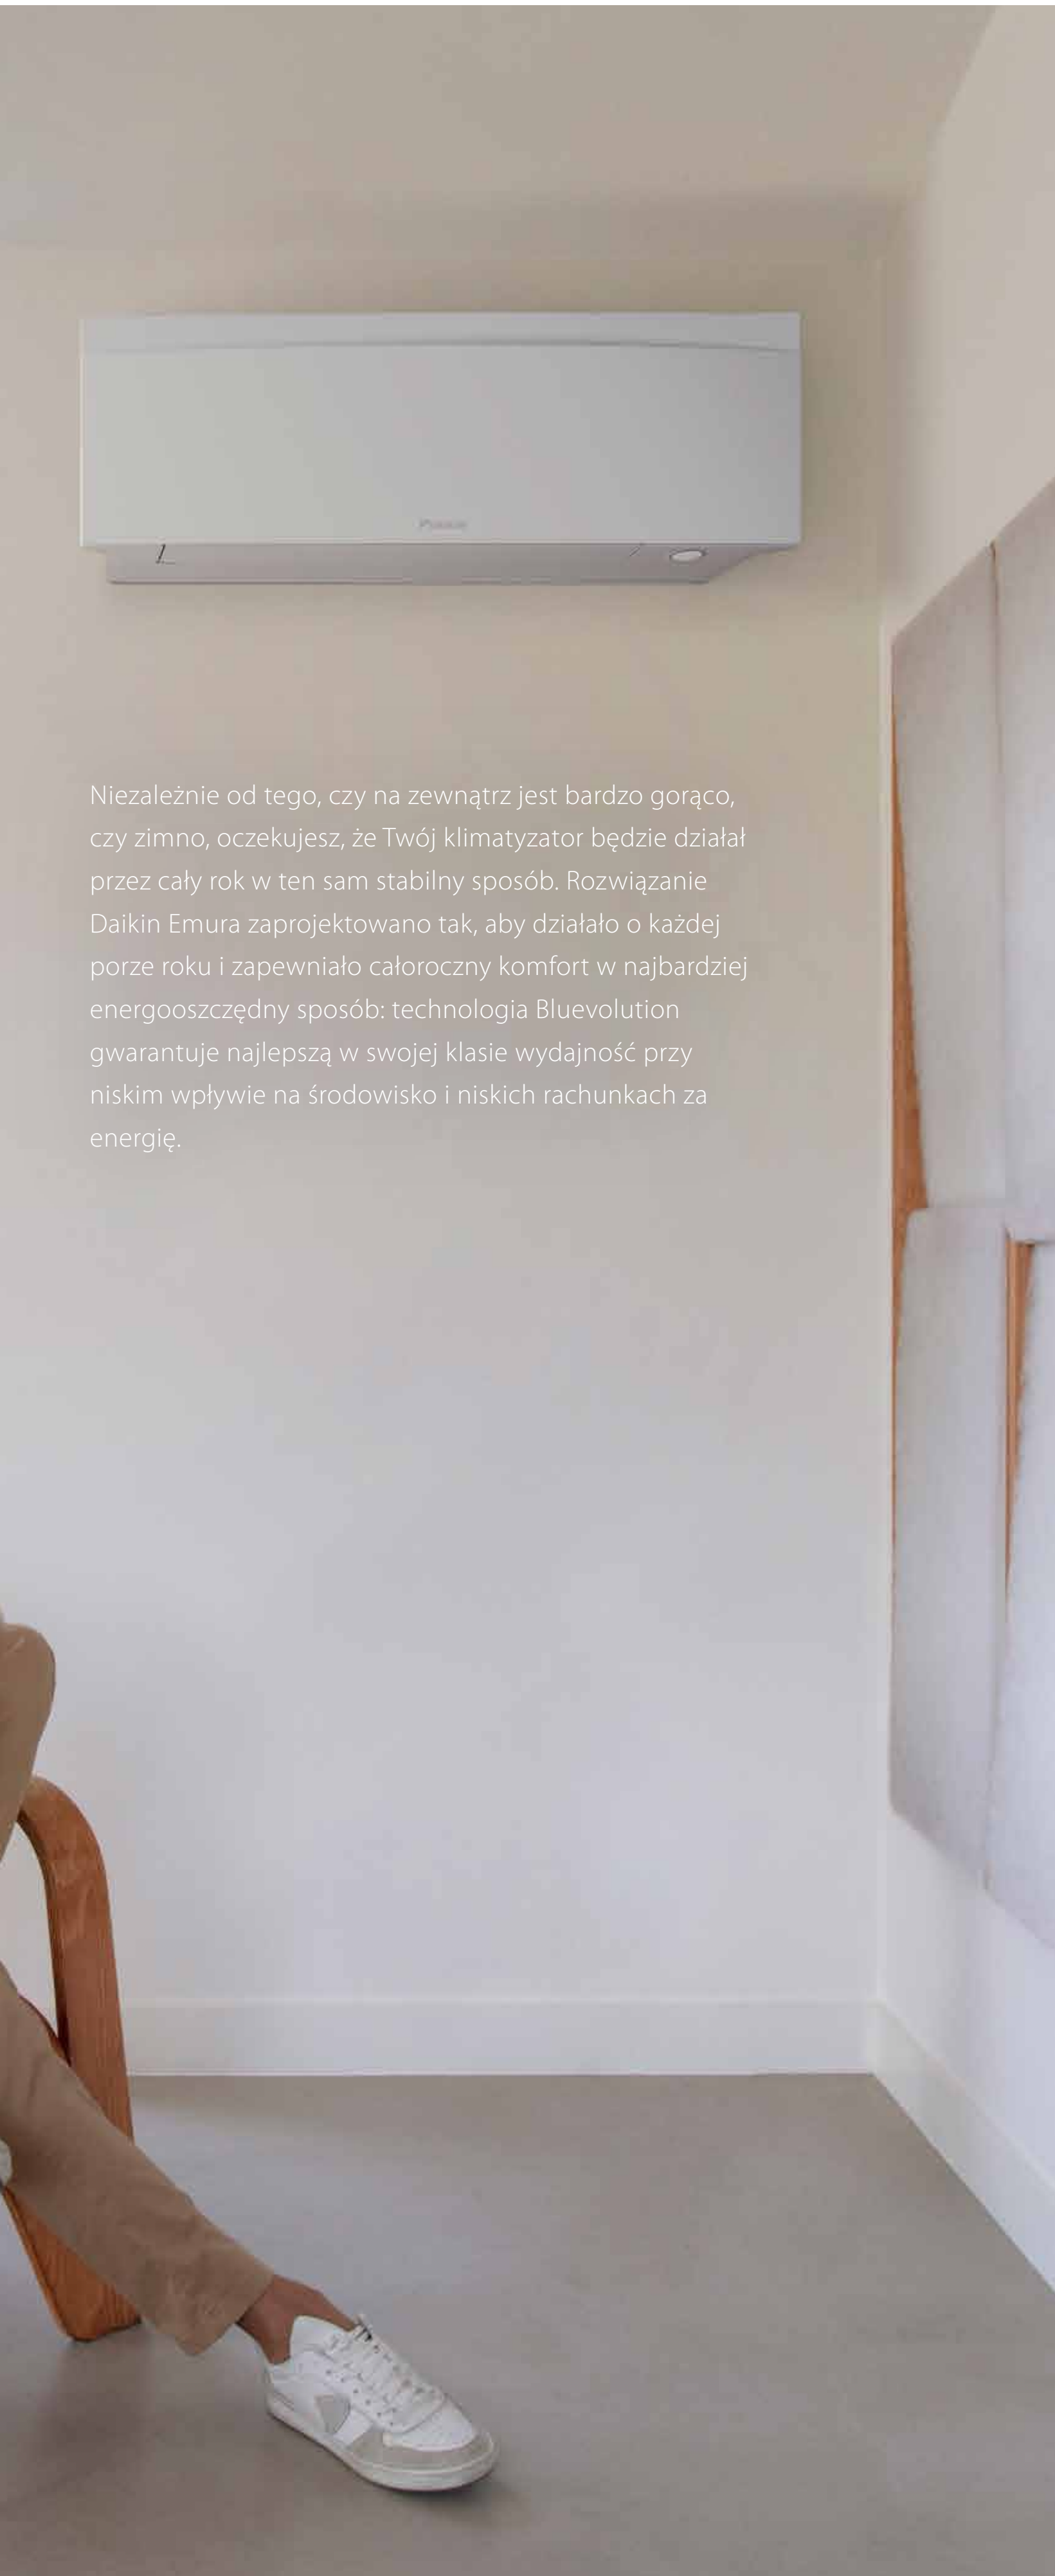 Niezależnie od tego, czy na zewnątrz jest bardzo gorąco,
czy zimno, oczekujesz, że Twój klimatyzator będzie działał
przez cały rok w ten sam stabilny sposób. Rozwiązanie
Daikin Emura zaprojektowano tak, aby działało o każdej
porze roku i zapewniało całoroczny komfort w najbardziej
energooszczędny sposób: technologia Bluevolution
gwarantuje najlepszą w swojej klasie wydajność przy
niskim wpływie na środowisko i niskich rachunkach za
energię.